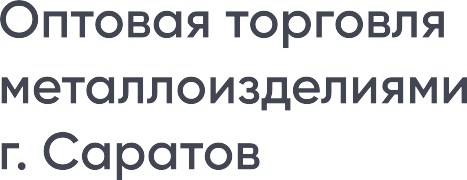 Оптовая торговля
металлоизделиями
г. Саратов